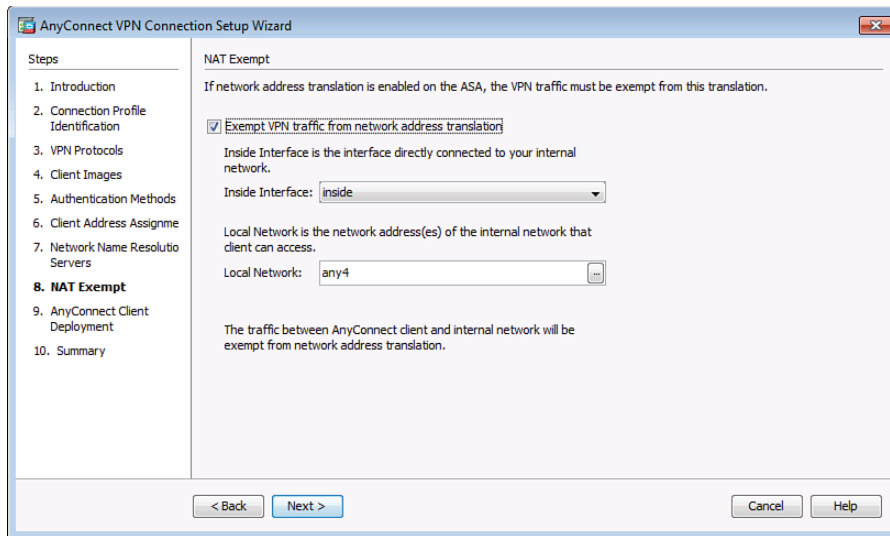 AnyConnect VPN Connection Setup Wizard
Steps
1. Introduction
2. Connection Profile
Identification
3. VPN Protocols
4. Client Images
5. Authentication Methods
6. Client Address Assignme
7. Network Name Resolutio
Servers
8. NAT Exempt
9. AnyConnect Client
Deployment
10. Summary
NAT Exempt
If network address translation is enabled on the ASA, the VPN traffic must be exempt from this translation.
Exempt VPN traffic from network address translation
Inside Interface is the interface directly connected to your internal
network.
Inside Interface: inside
Local Network is the network address(es) of the internal network that
client can access.
Local Network: any4 ...
The traffic between AnyConnect client and internal network will be
exempt from network address translation.
< Back Next > Cancel Help